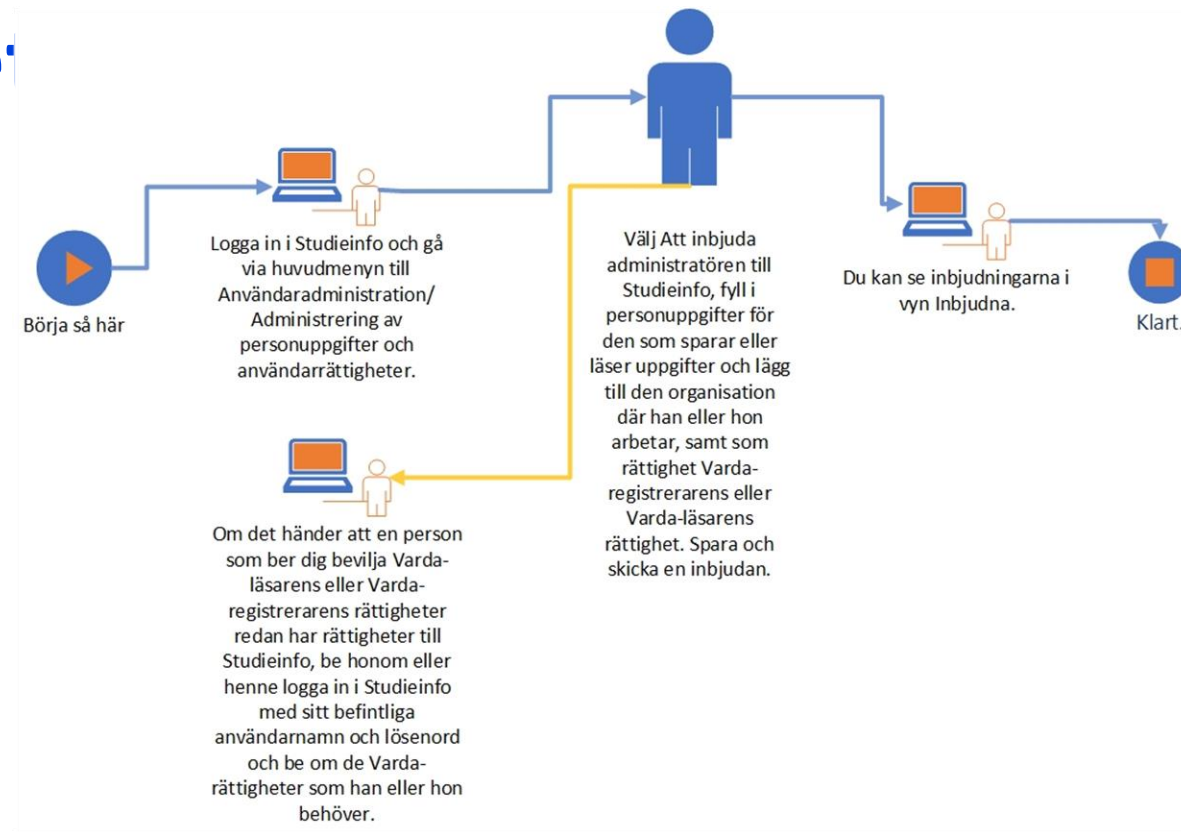 Börja så här
Logga in i Studieinfo och gå
via huvudmenyn till
Användaradministration/
Administrering av
personuppgifter och
användarrättigheter.
Välj Att inbjuda
administratören till
Studieinfo, fyll i
personuppgifter för
den som sparar eller
läser uppgifter och lägg
till den organisation
där han eller hon
arbetar, samt som
rättighet Varda-
registrerarens eller
Varda-läsarens
rättighet. Spara och
skicka en inbjudan.
Du kan se inbjudningarna i
vyn Inbjudna.
Klart.
Om det händer att en person
som ber dig bevilja Varda-
läsarens eller Varda-
registrerarens rättigheter
redan har rättigheter till
Studieinfo, be honom eller
henne logga in i Studieinfo
med sitt befintliga
användarnamn och lösenord
och be om de Varda-
rättigheter som han eller hon
behöver.